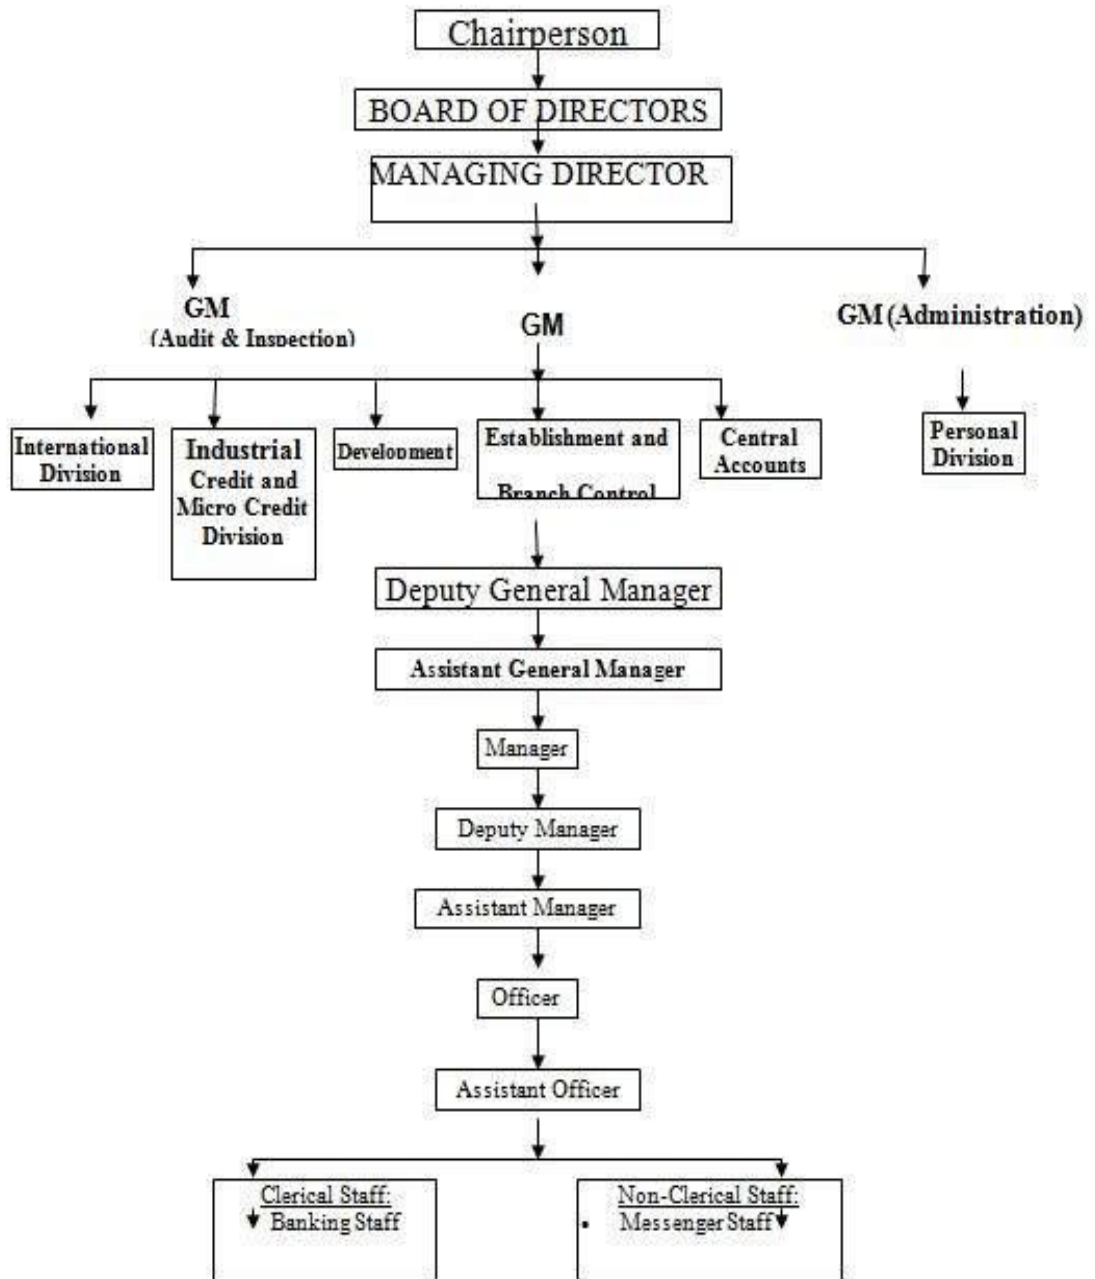 Chairperson
BOARD OF DIRECTORS
MANAGING DIRECTOR
GM
(Audit & Inspection)
GM
GM (Administration)
International
Division
Industrial
Credit and
Micro Credit
Division
Development
Establishment and
Branch Control
Central
Accounts
Personal
Division
Deputy General Manager
Assistant General Manager
Manager
Deputy Manager
Assistant Manager
Officer
Assistant Officer
Clerical Staff:
Banking Staff
Non-Clerical Staff:
• Messenger Staff